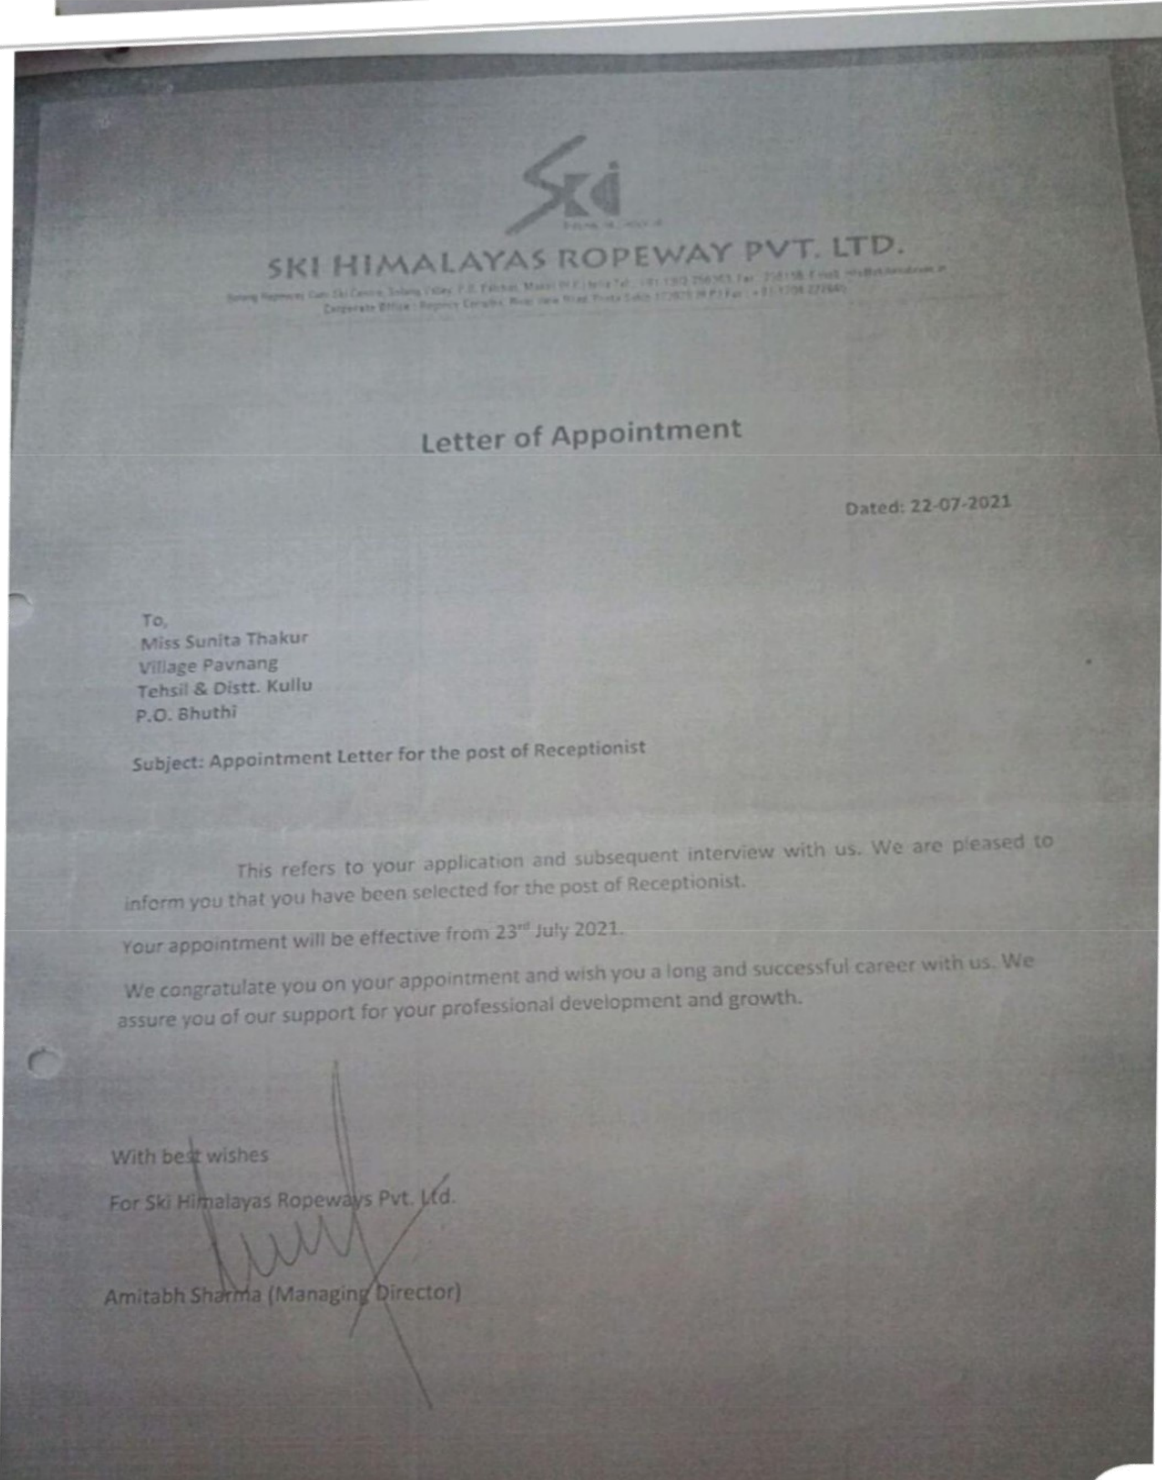 Ski
SKI HIMALAYAS ROPEWAY PVT. LTD.
Corporate Office :
Letter of Appointment
Dated: 22-07-2021
To,
Miss Sunita Thakur
Village Pavnang
Tehsil & Distt. Kullu
P.O. Bhuthi
Subject: Appointment Letter for the post of Receptionist
This refers to your application and subsequent interview with us. We are pleased to
inform you that you have been selected for the post of Receptionist.
Your appointment will be effective from 23rd July 2021.
We congratulate you on your appointment and wish you a long and successful career with us. We
assure you of our support for your professional development and growth.
With best wishes
For Ski Himalayas Ropeways Pvt. Ltd.
Amitabh Sharma (Managing Director)